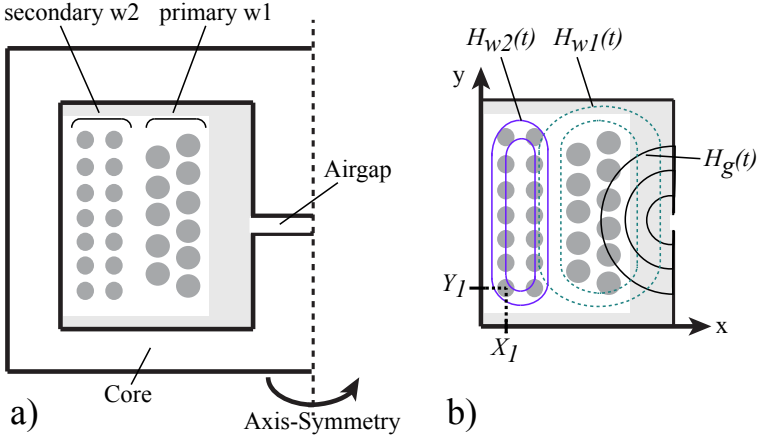 secondary w2
primary w1
Airgap
Core
Axis-Symmetry
a)
H_w2(t)
H_w1(t)
y
H_g(t)
Y_1
x
X_1
b)